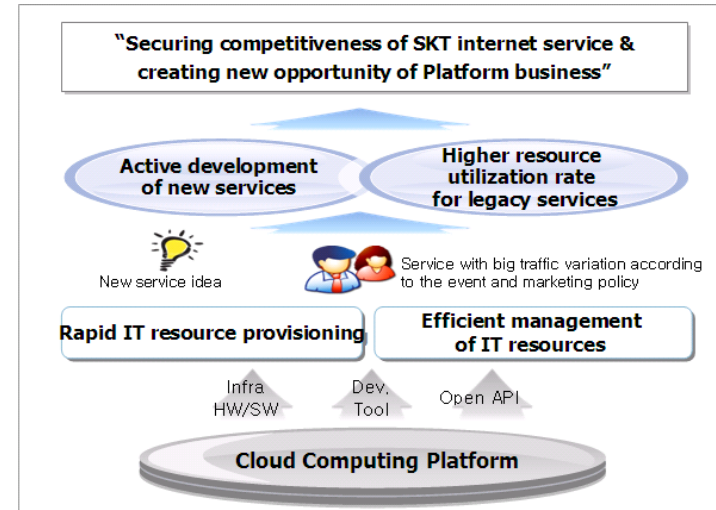 “Securing competitiveness of SKT internet service &
creating new opportunity of Platform business”
Active development
of new services
Higher resource
utilization rate
for legacy services
New service idea
Service with big traffic variation according
to the event and marketing policy
Rapid IT resource provisioning
Efficient management
of IT resources
Infra
HW/SW
Dev,
Tool
Open API
Cloud Computing Platform